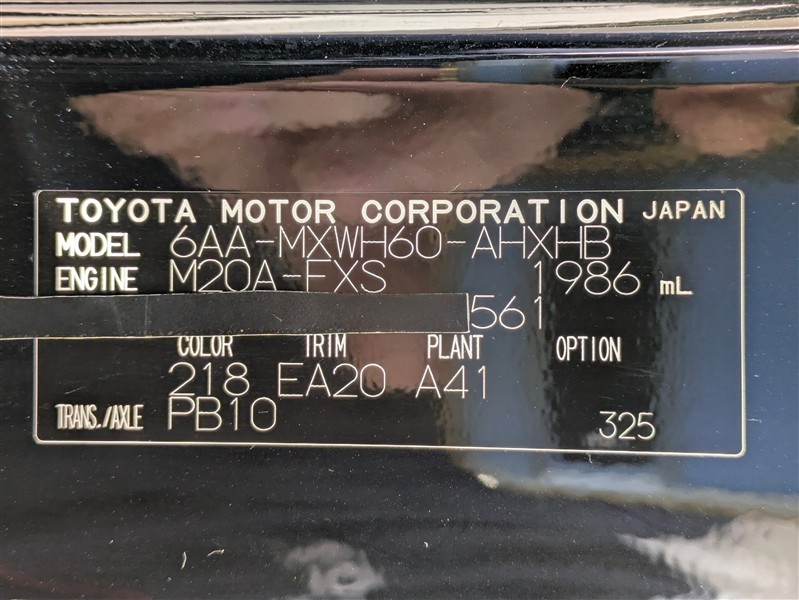 TOYOTA MOTOR CORPORATION JAPAN
MODEL 6AA-MXWH60-AHXHB
ENGINE M20A-FXS 1986 mL
561
COLOR TRIM PLANT OPTION
218 EA20 A41
TRANS./AXLE PB10 325